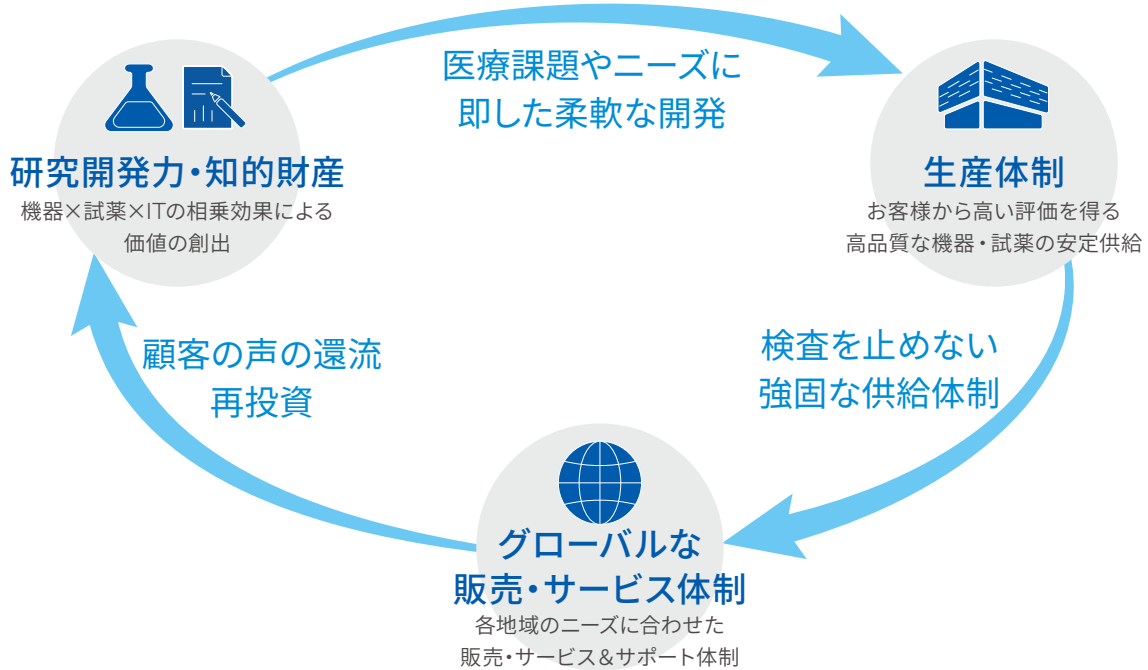 医療課題やニーズに
即した柔軟な開発
研究開発力・知的財産
機器×試薬×ITの相乗効果による
価値の創出
生産体制
お客様から高い評価を得る
高品質な機器・試薬の安定供給
顧客の声の還流
再投資
検査を止めない
強固な供給体制
グローバルな
販売・サービス体制
各地域のニーズに合わせた
販売・サービス&サポート体制